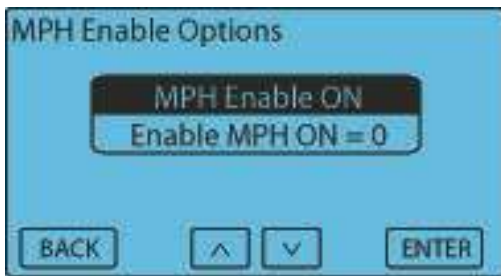 MPH Enable Options
MPH Enable ON
Enable MPH ON = 0
BACK ENTER